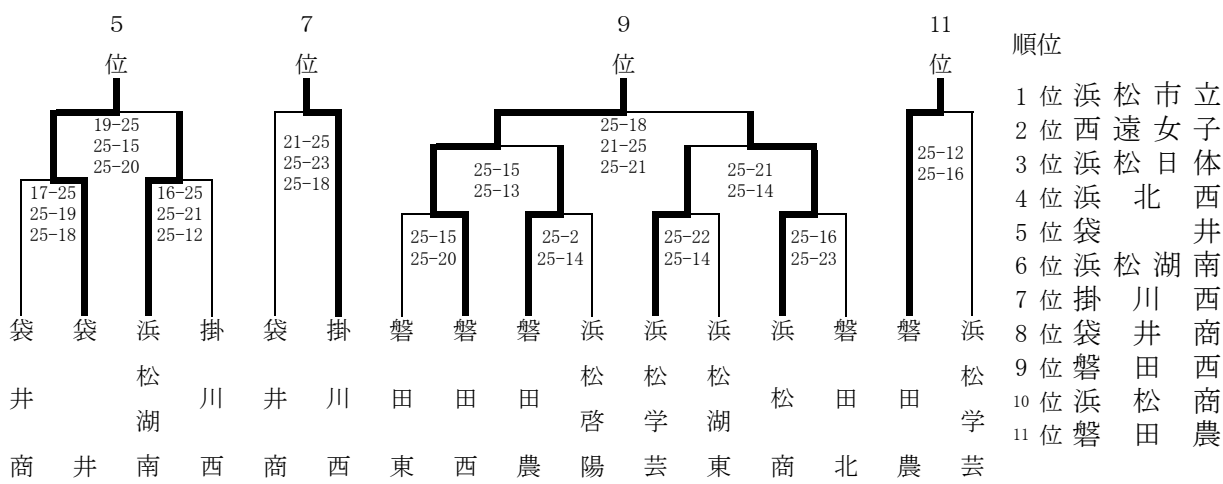 5位
7位
9位
11位
19-25
25-15
25-20
17-25
25-19
25-18
16-25
25-21
25-12
21-25
25-23
25-18
25-18
21-25
25-21
25-15
25-13
25-21
25-14
25-15
25-20
25-2
25-14
25-22
25-14
25-16
25-23
25-12
25-16
袋井商
袋井
浜松湖南
掛川西
袋井商
掛川西
磐田東
磐田西
磐田農
浜松啓陽
浜松学芸
浜松湖東
浜松商
磐田北
磐田農
浜松学芸
順位
1位 浜松市立
2位 西遠女子
3位 浜松日体
4位 浜北西
5位 袋井
6位 浜松湖南
7位 掛川西
8位 袋井商
9位 磐田西
10位 浜松商
11位 磐田農